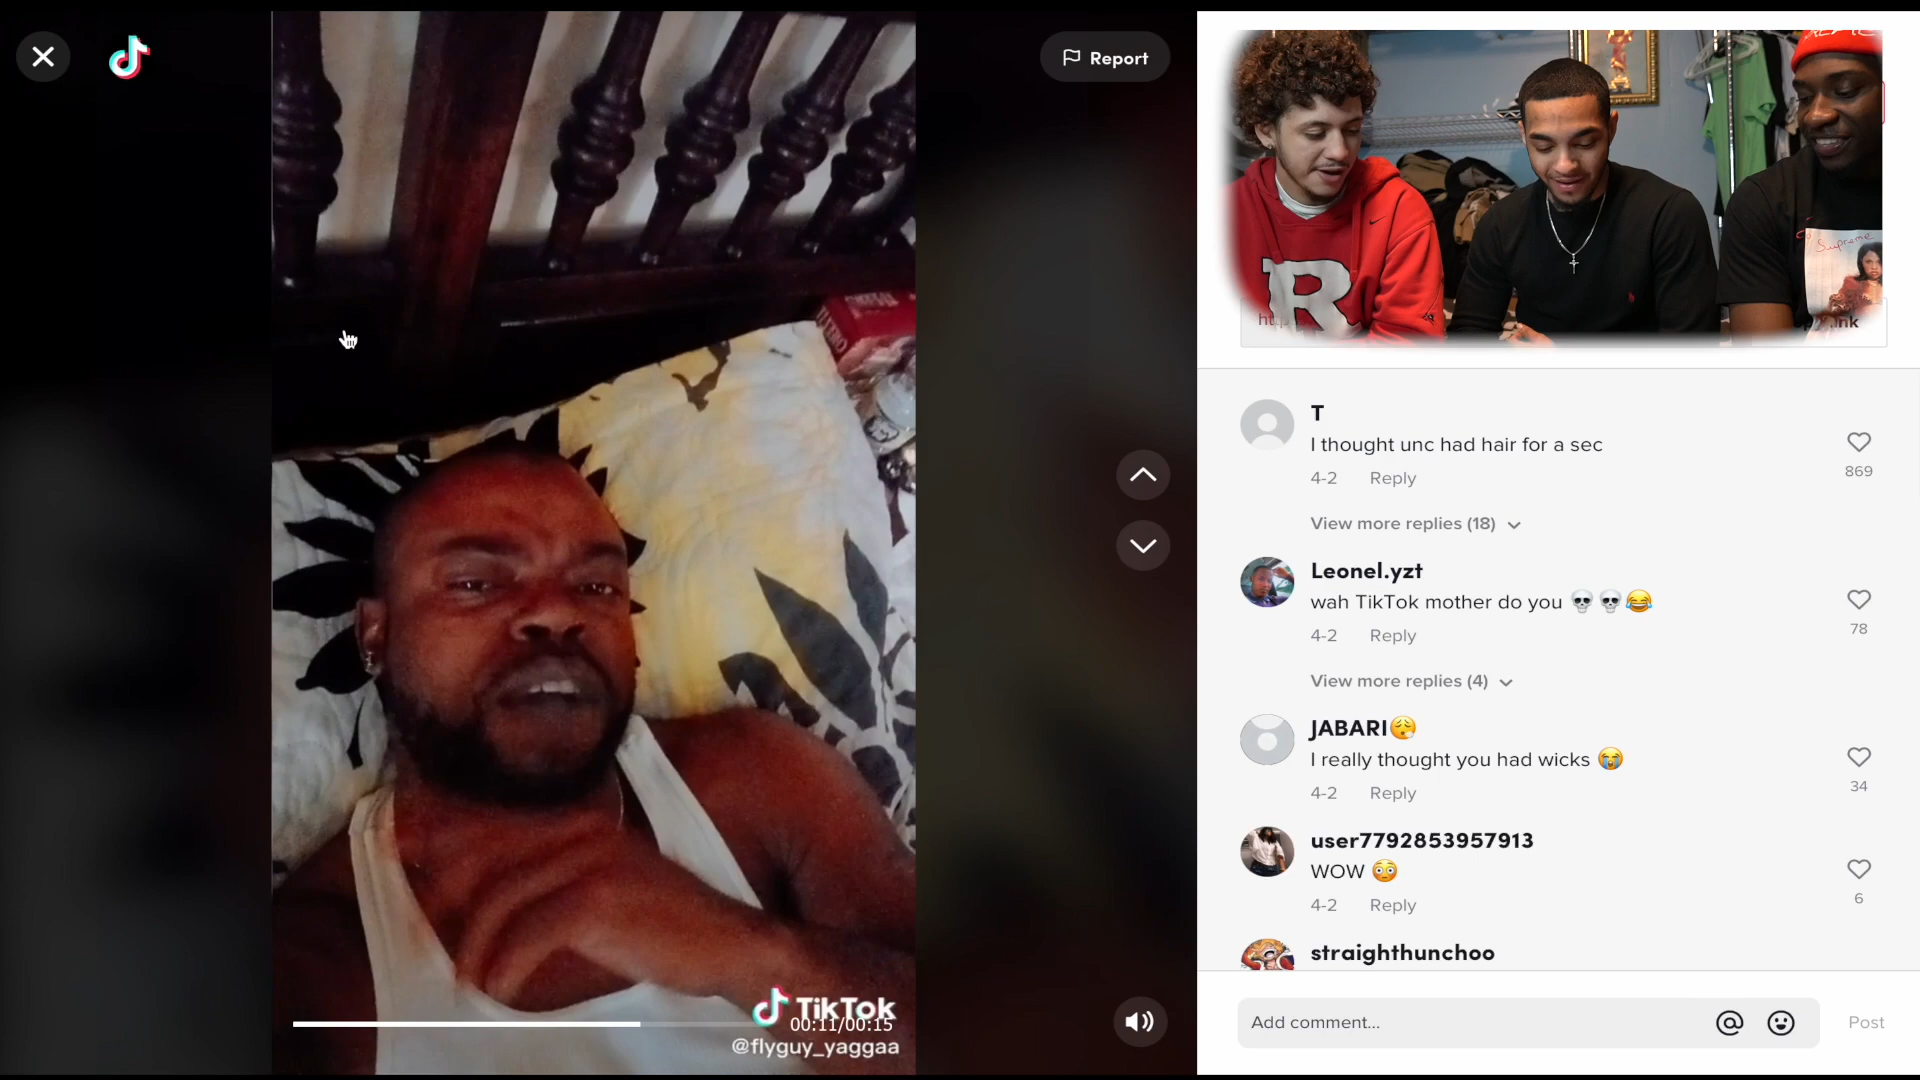 Report
R
Supreme
TikTok
00:11/00:15
@flyguy_yaggaa
T
I thought unc had hair for a sec
4-2 Reply
869
View more replies (18)
Leonel.yzt
wah TikTok mother do you 💀💀😂
4-2 Reply
78
View more replies (4)
JABARI😮‍💨
I really thought you had wicks 😭
4-2 Reply
34
user7792853957913
WOW 😳
4-2 Reply
6
straighthunchoo
Add comment...
Post